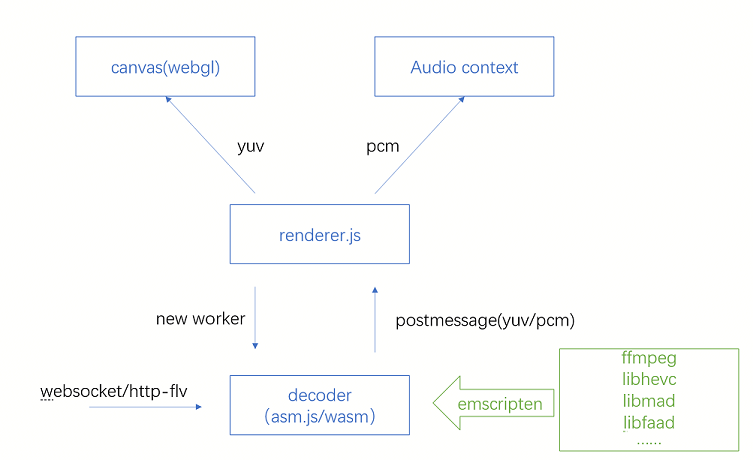 canvas(webgl)
Audio context
yuv
pcm
renderer.js
new worker
postmessage(yuv/pcm)
websocket/http-flv
decoder
（asm.js/wasm）
emscripten
ffmpeg
libhevc
libmad
libfaad
……